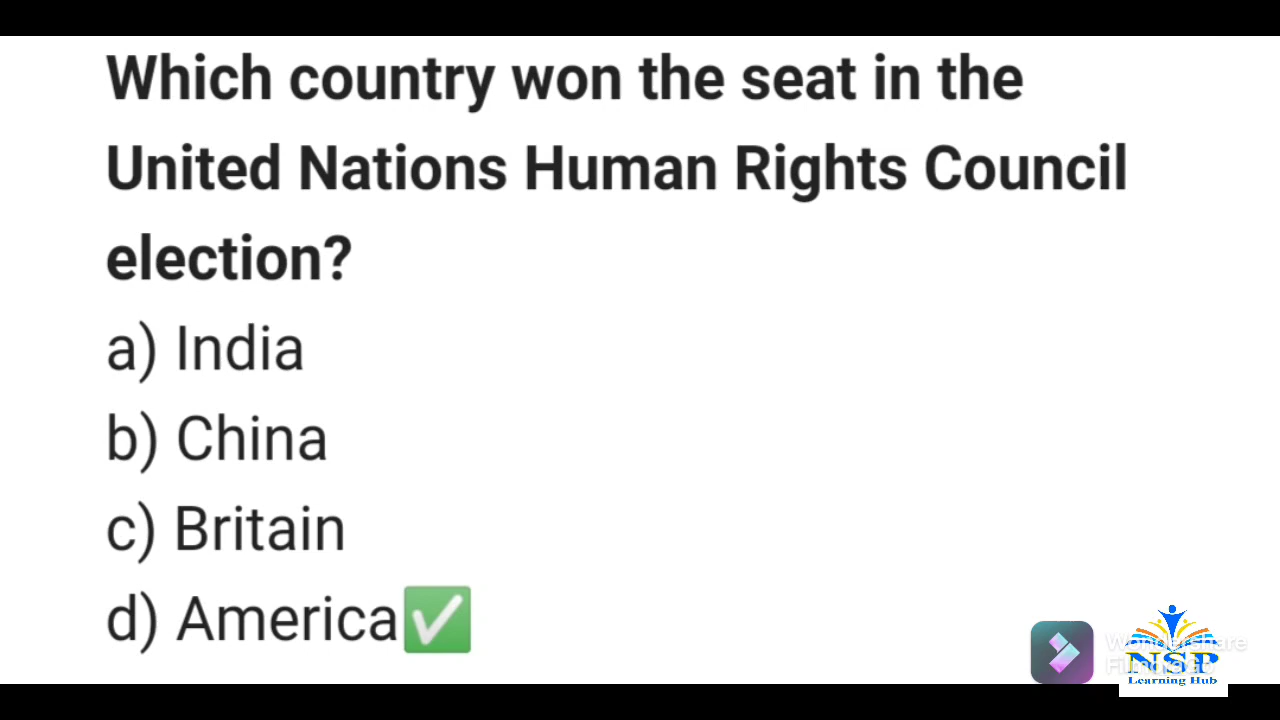 Which country won the seat in the
United Nations Human Rights Council
election?
a) India
b) China
c) Britain
d) America✅
Wondershare
NSP
Learning Hub